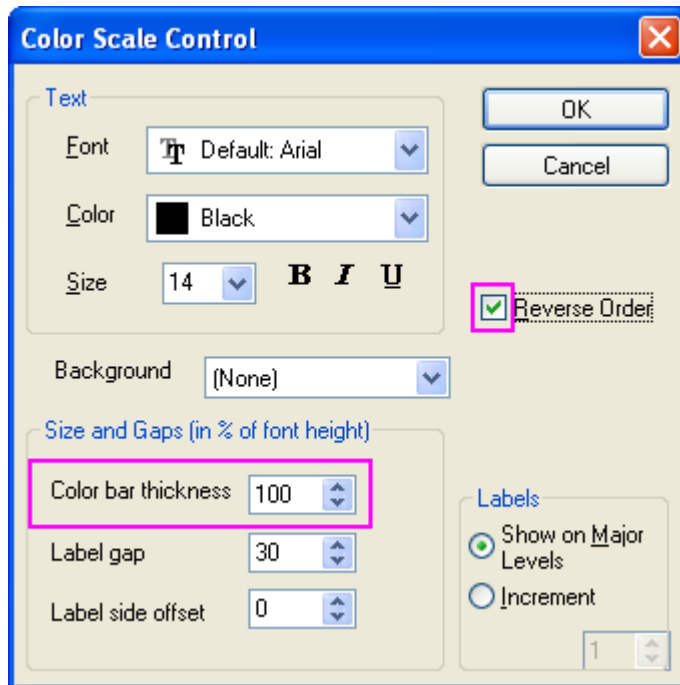 Color Scale Control
Text
Font Default: Arial
Color Black
Size 14 B I U
OK
Cancel
Reverse Order
Background (None)
Size and Gaps (in % of font height)
Color bar thickness 100
Label gap 30
Label side offset 0
Labels
Show on Major
Levels
Increment
1